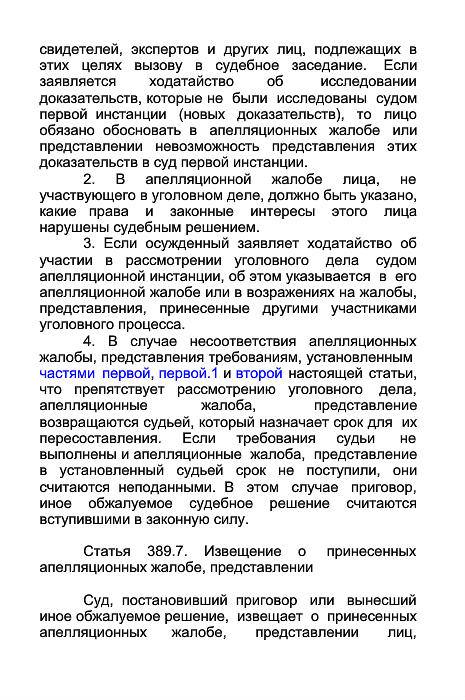 свидетелей, экспертов и других лиц, подлежащих в
этих целях вызову в судебное заседание. Если
заявляется ходатайство об исследовании
доказательств, которые не были исследованы судом
первой инстанции (новых доказательств), то лицо
обязано обосновать в апелляционных жалобе или
представлении невозможность представления этих
доказательств в суд первой инстанции.
2. В апелляционной жалобе лица, не
участвующего в уголовном деле, должно быть указано,
какие права и законные интересы этого лица
нарушены судебным решением.
3. Если осужденный заявляет ходатайство об
участии в рассмотрении уголовного дела судом
апелляционной инстанции, об этом указывается в его
апелляционной жалобе или в возражениях на жалобы,
представления, принесенные другими участниками
уголовного процесса.
4. В случае несоответствия апелляционных
жалобы, представления требованиям, установленным
частями первой, первой.1 и второй настоящей статьи,
что препятствует рассмотрению уголовного дела,
апелляционные жалоба, представление
возвращаются судьей, который назначает срок для их
пересоставления. Если требования судьи не
выполнены и апелляционные жалоба, представление
в установленный судьей срок не поступили, они
считаются неподанными. В этом случае приговор,
иное обжалуемое судебное решение считаются
вступившими в законную силу.
Статья 389.7. Извещение о принесенных
апелляционных жалобе, представлении
Суд, постановивший приговор или вынесший
иное обжалуемое решение, извещает о принесенных
апелляционных жалобе, представлении лиц,